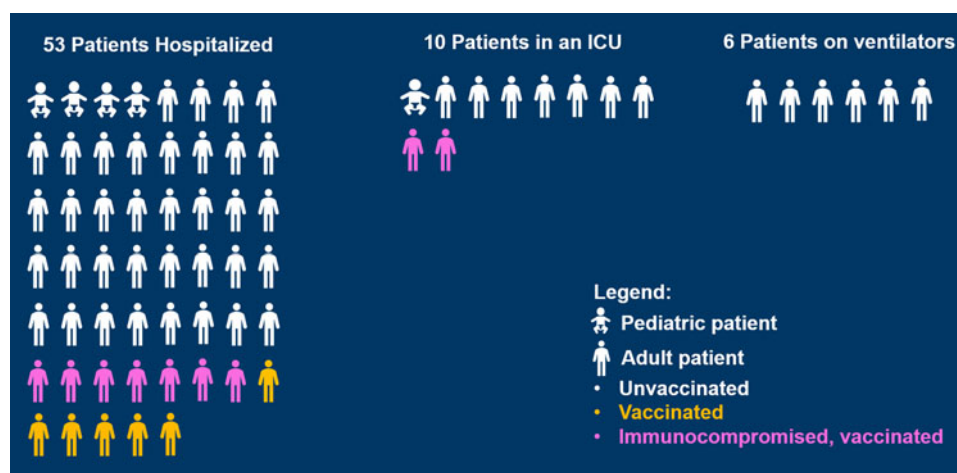 53 Patients Hospitalized
10 Patients in an ICU
6 Patients on ventilators
Legend:
Pediatric patient
Adult patient
• Unvaccinated
• Vaccinated
• Immunocompromised, vaccinated